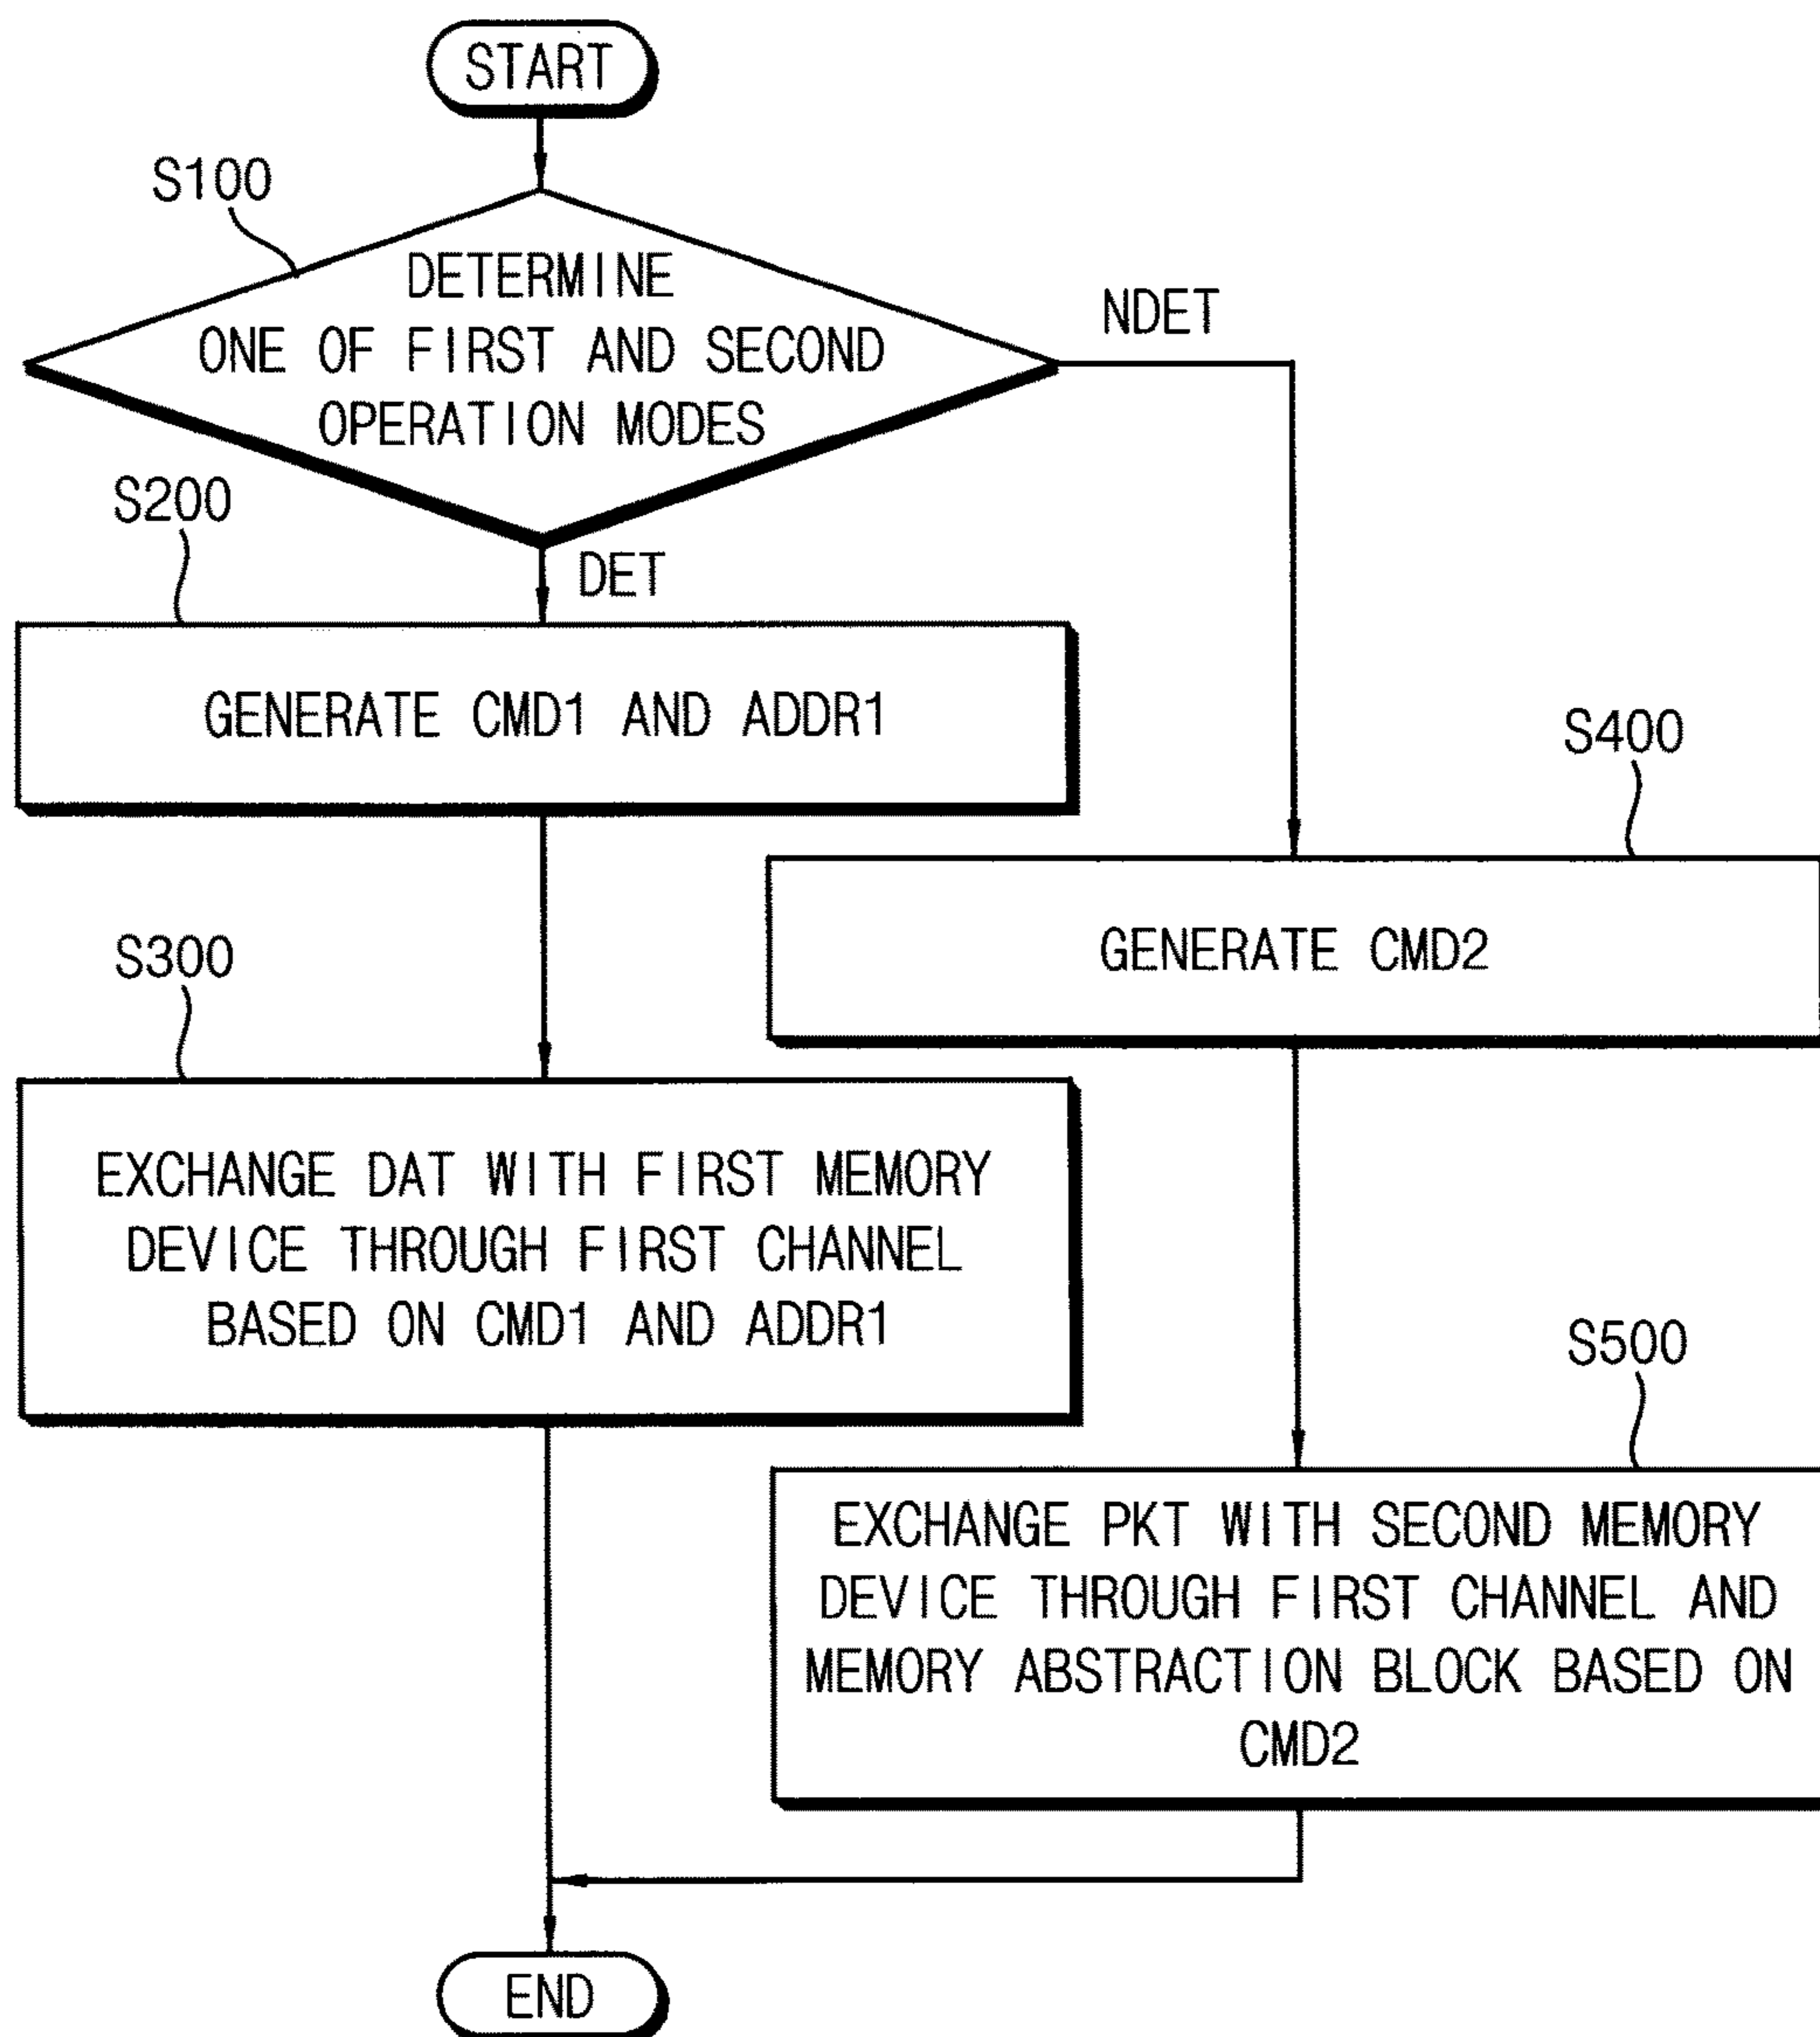 START
S100
DETERMINE
ONE OF FIRST AND SECOND
OPERATION MODES
NDET
S200
DET
GENERATE CMD1 AND ADDR1
S400
GENERATE CMD2
S300
EXCHANGE DAT WITH FIRST MEMORY
DEVICE THROUGH FIRST CHANNEL
BASED ON CMD1 AND ADDR1
S500
EXCHANGE PKT WITH SECOND MEMORY
DEVICE THROUGH FIRST CHANNEL AND
MEMORY ABSTRACTION BLOCK BASED ON
CMD2
END